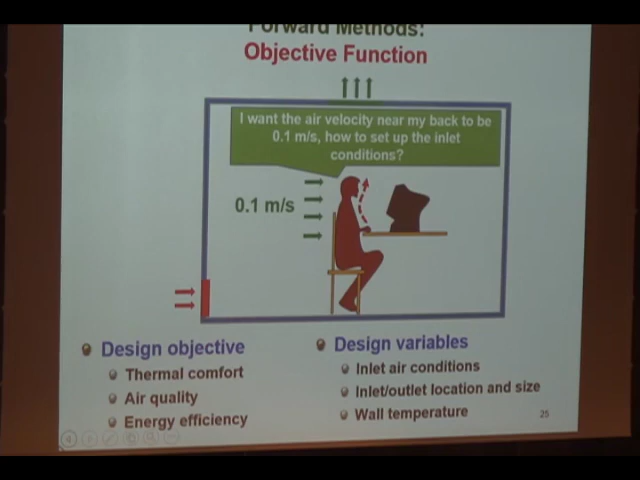 Forward Methods:
Objective Function
I want the air velocity near my back to be
0.1 m/s, how to set up the inlet
conditions?
0.1 m/s
Design objective
Thermal comfort
Air quality
Energy efficiency
Design variables
Inlet air conditions
Inlet/outlet location and size
Wall temperature
25